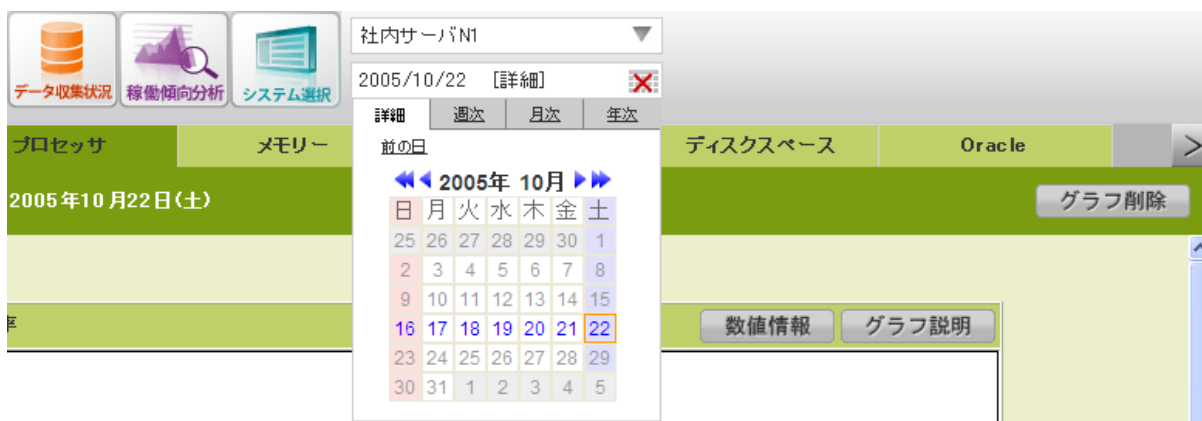 社内サーバN1
2005/10/22 [詳細]
データ収集状況 稼働傾向分析 システム選択
詳細 週次 月次 年次
プロセッサ メモリー ディスクスペース Oracle >
前の日
2005年 10月
2005年10月22日(土) グラフ削除
日 月 火 水 木 金 土
25 26 27 28 29 30 1
2 3 4 5 6 7 8
9 10 11 12 13 14 15
16 17 18 19 20 21 22
23 24 25 26 27 28 29
30 31 1 2 3 4 5
率 数値情報 グラフ説明